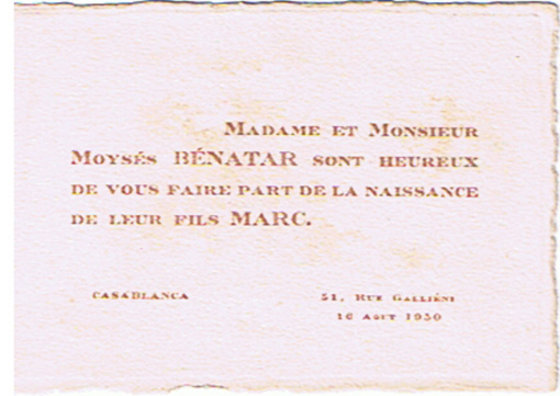 MADAME ET MONSIEUR
MOYSÉS BÉNATAR SONT HEUREUX
DE VOUS FAIRE PART DE LA NAISSANCE
DE LEUR FILS MARC.
CASABLANCA
51, RUE GALLIÉNI
16 AOUT 1930